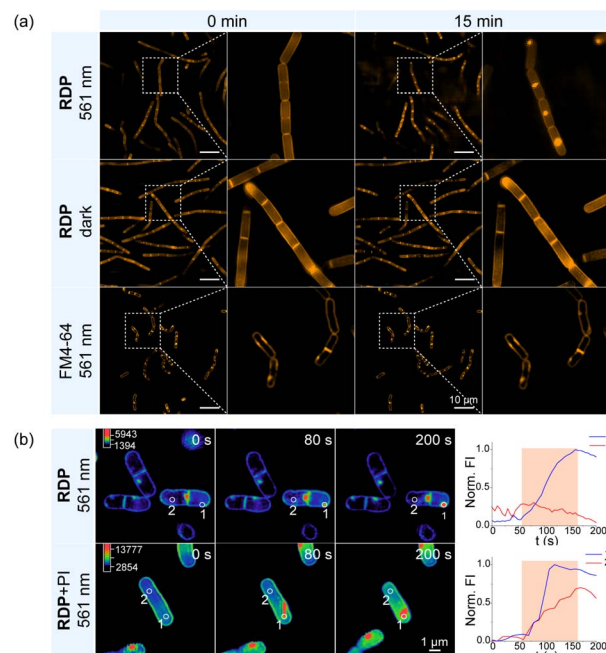 (a)
0 min
15 min
RDP
561 nm
RDP
dark
FM4-64
561 nm
10 µm
(b)
RDP
561 nm
5943
1394
0 s
80 s
200 s
2
1
2
1
2
1
Norm. FI
1.0
0.5
0.0
0 50 100 150 200
t (s)
RDP+PI
561 nm
13777
2854
0 s
80 s
200 s
2
1
2
1
2
1
1 µm
Norm. FI
1.0
0.5
0.0
0 50 100 150 200